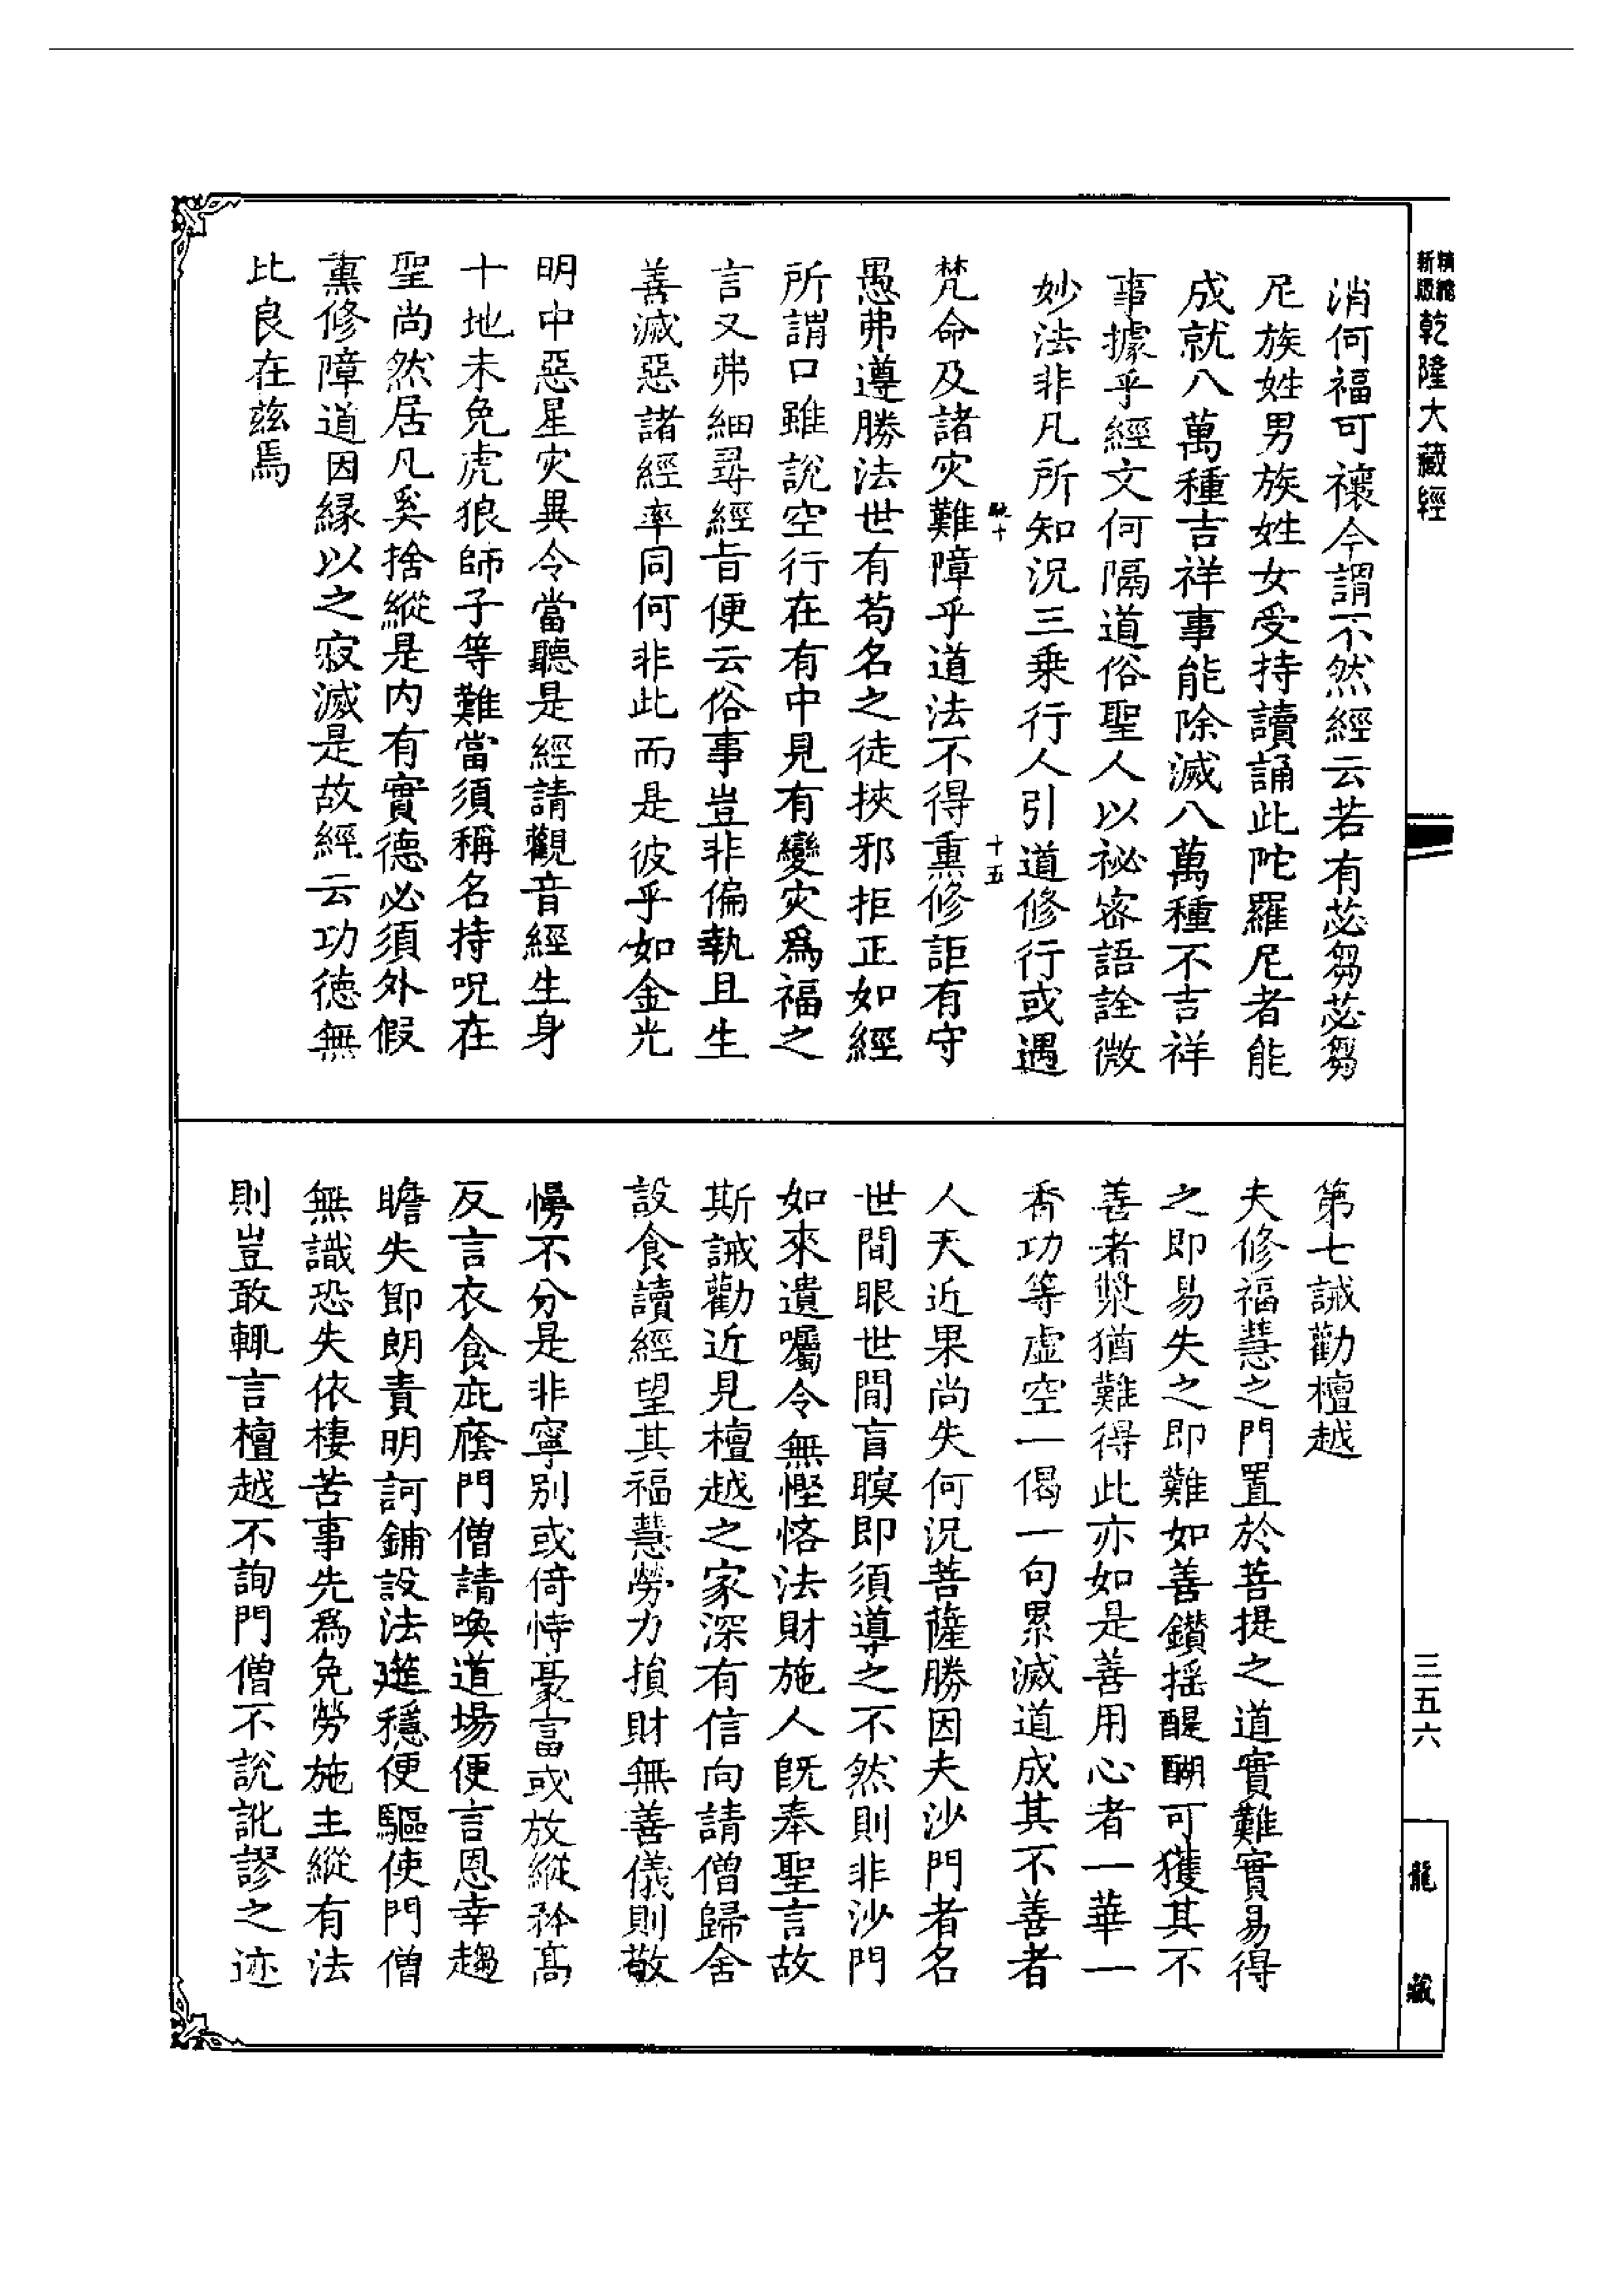 精縮新版乾隆大藏經
消何福可禳今謂不然經云若有苾芻苾芻
尼族姓男族姓女受持讀誦此陀羅尼者能
成就八萬種吉祥事能除滅八萬種不吉祥
事據乎經文何隔道俗聖人以祕密語詮微
妙法非凡所知況三乘行人引道修行或遇
十五
梵命及諸灾難障乎道法不得熏修詎有守
愚弗遵勝法世有苟名之徒挾邪拒正如經
所謂口雖說空行在有中見有變灾爲福之
言又弗細尋經旨便云俗事豈非偏執且生
善滅惡諸經率同何非此而是彼乎如金光
明中惡星灾異令當聽是經請觀音經生身
十地未免虎狼師子等難當須稱名持呪在
聖尚然居凡奚捨縱是内有實德必須外假
熏修障道因緣以之寂滅是故經云功德無
比良在茲焉
第七誡勸檀越
夫修福慧之門置於菩提之道實難實易得
之即易失之即難如善鑚搖醍醐可獲其不
善者漿猶難得此亦如是善用心者一華一
香功等虛空一偈一句累滅道成其不善者
人天近果尚失何況菩薩勝因夫沙門者名
世間眼世間盲瞑即須導之不然則非沙門
如來遺囑令無慳悋法財施人旣奉聖言故
斯誡勸近見檀越之家深有信向請僧歸舍
設食讀經望其福慧勞力損財無善儀則敬
慢不分是非寧別或倚恃豪富或放縱矜高
反言衣食庇廕門僧請喚道場便言恩幸趨
瞻失節朗責明訶鋪設法筵穩便驅使門僧
無識恐失依棲苦事先爲免勞施主縱有法
則豈敢輒言檀越不詢門僧不說訛謬之迹
三五六
龍藏